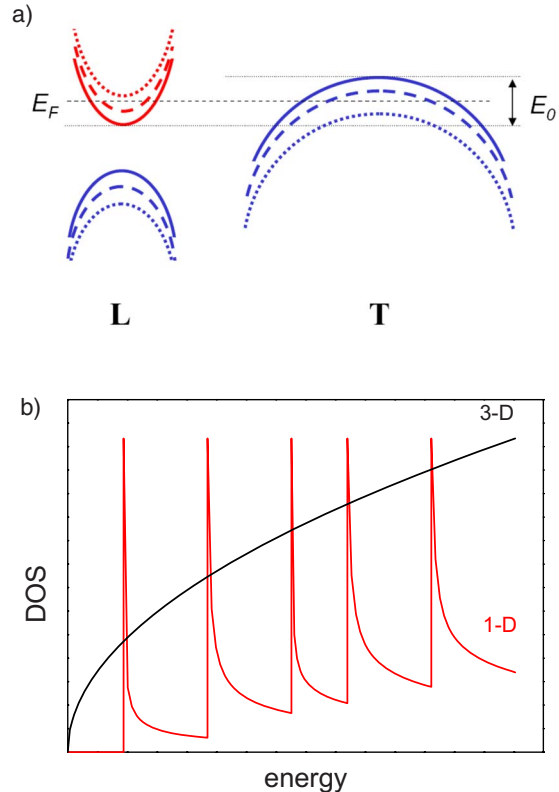 a)
E_F
E_0
L
T
b)
3-D
1-D
DOS
energy